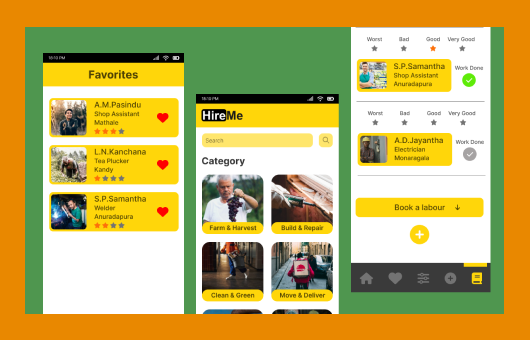 10:10 PM
Favorites
A.M.Pasindu
Shop Assistant
Mathale
L.N.Kanchana
Tea Plucker
Kandy
S.P.Samantha
Welder
Anuradapura
10:10 PM
HireMe
Search
Category
Farm & Harvest
Build & Repair
Clean & Green
Move & Deliver
Worst Bad Good Very Good
S.P.Samantha
Shop Assistant
Anuradapura
Work Done
Worst Bad Good Very Good
A.D.Jayantha
Electrician
Monaragala
Work Done
Book a labour